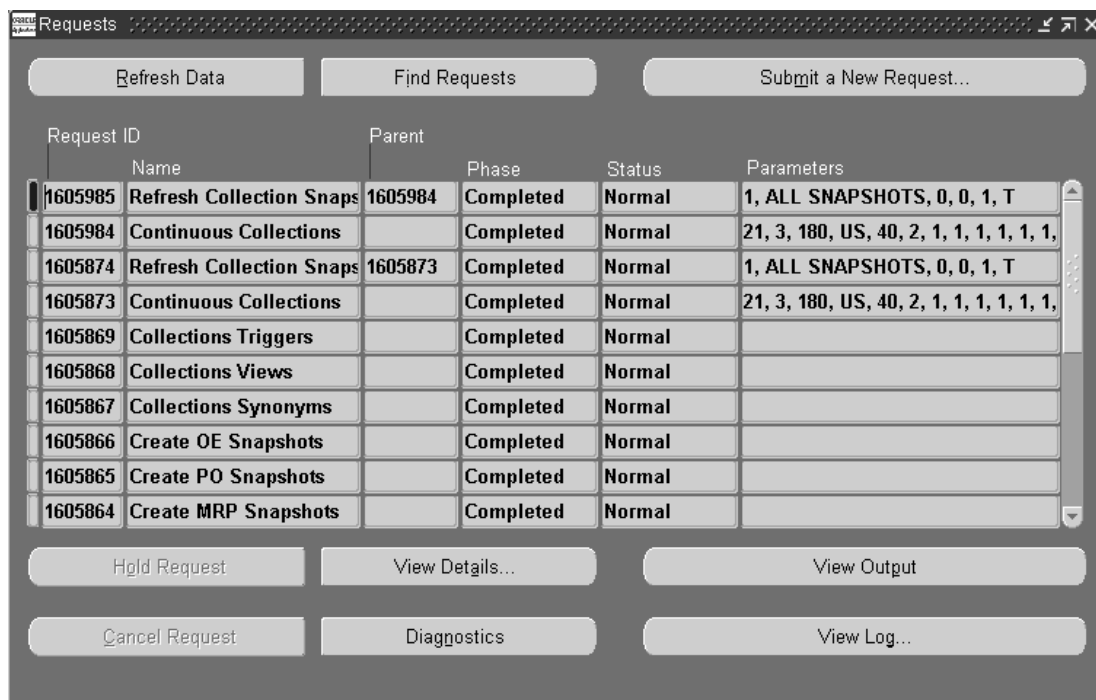 Requests
Refresh Data Find Requests Submit a New Request...
Request ID Parent
Name Phase Status Parameters
1605985 Refresh Collection Snaps 1605984 Completed Normal 1, ALL SNAPSHOTS, 0, 0, 1, T
1605984 Continuous Collections Completed Normal 21, 3, 180, US, 40, 2, 1, 1, 1, 1, 1, 1,
1605874 Refresh Collection Snaps 1605873 Completed Normal 1, ALL SNAPSHOTS, 0, 0, 1, T
1605873 Continuous Collections Completed Normal 21, 3, 180, US, 40, 2, 1, 1, 1, 1, 1, 1,
1605869 Collections Triggers Completed Normal
1605868 Collections Views Completed Normal
1605867 Collections Synonyms Completed Normal
1605866 Create OE Snapshots Completed Normal
1605865 Create PO Snapshots Completed Normal
1605864 Create MRP Snapshots Completed Normal
Hold Request View Details... View Output
Cancel Request Diagnostics View Log...